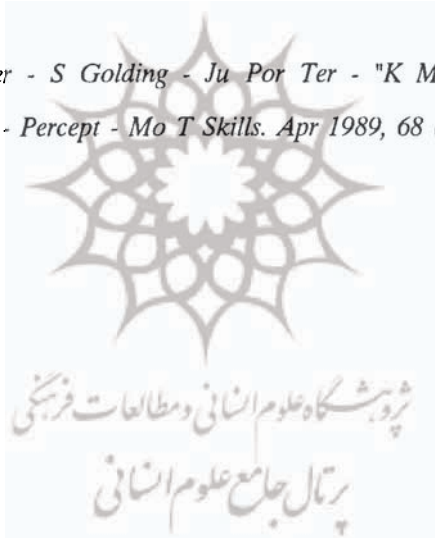 er - S Golding - Ju Por Ter - "K M
- Percept - Mo T Skills. Apr 1989, 68 (
پژوهشگاه علوم انسانی و مطالعات فرهنگی
پرتال جامع علوم انسانی